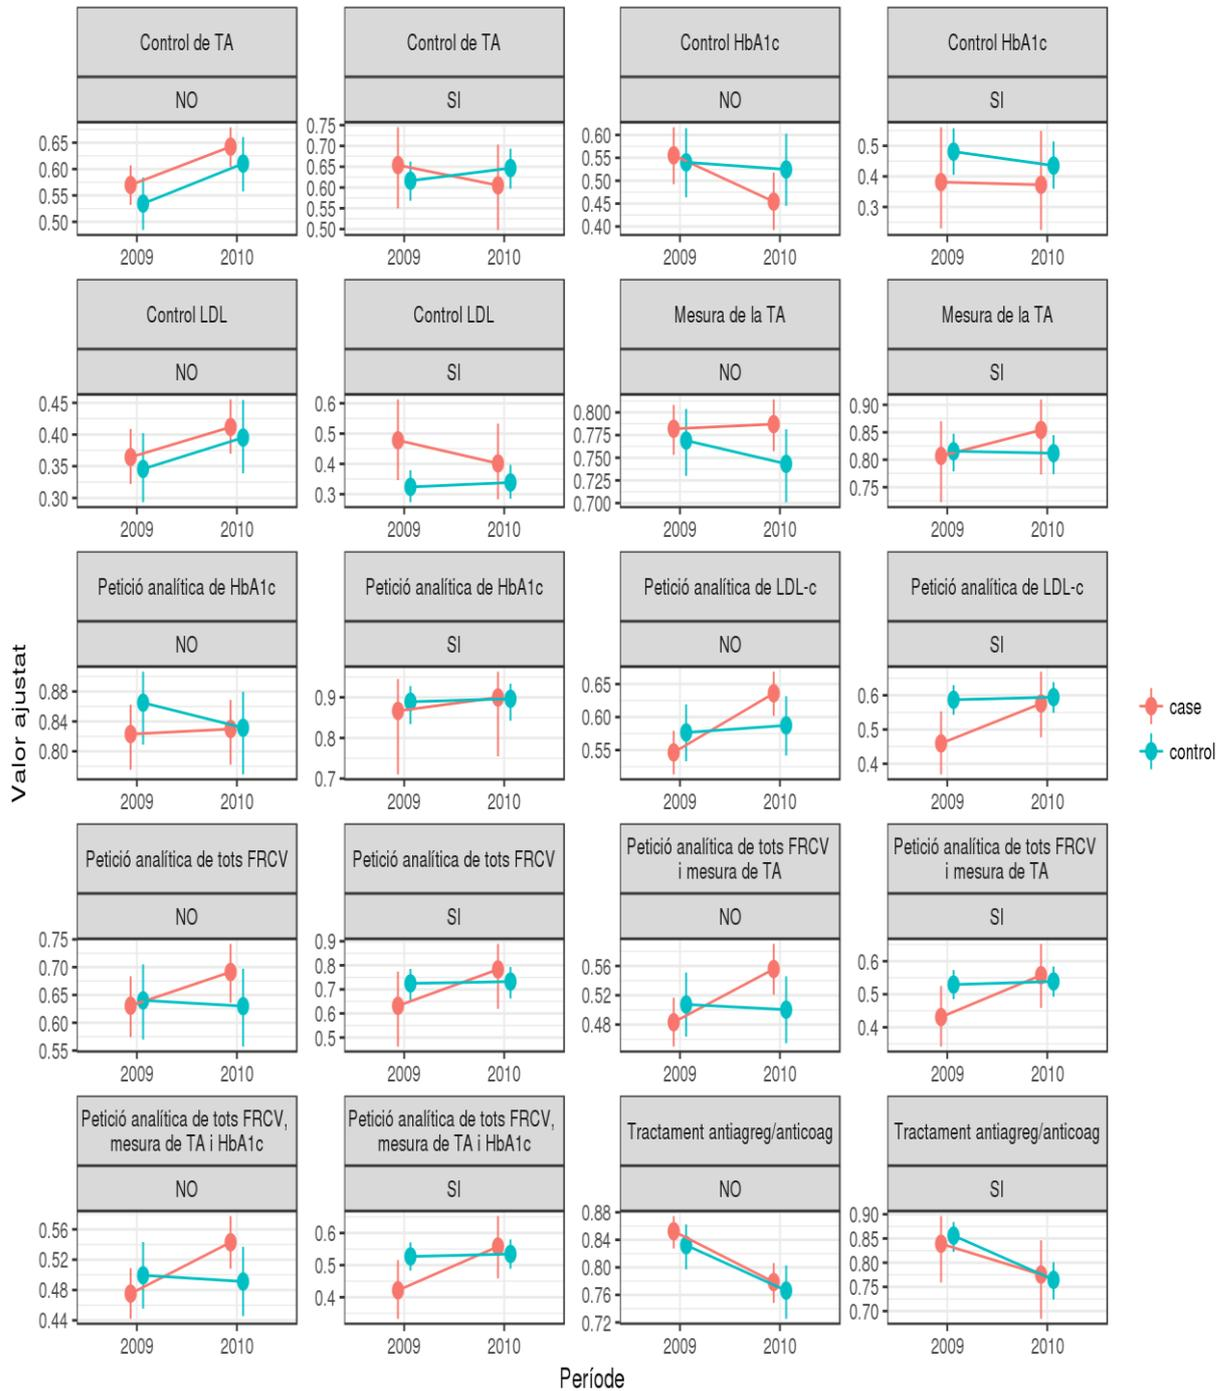 Control de TA
Control de TA
Control HbA1c
Control HbA1c
NO
SI
NO
SI
0.65
0.60
0.55
0.50
0.75
0.70
0.65
0.60
0.55
0.50
0.60
0.55
0.50
0.45
0.40
0.5
0.4
0.3
2009 2010
2009 2010
2009 2010
2009 2010
Control LDL
Control LDL
Mesura de la TA
Mesura de la TA
NO
SI
NO
SI
0.45
0.40
0.35
0.30
0.6
0.5
0.4
0.3
0.800
0.775
0.750
0.725
0.700
0.90
0.85
0.80
0.75
2009 2010
2009 2010
2009 2010
2009 2010
Petició analítica de HbA1c
Petició analítica de HbA1c
Petició analítica de LDL-c
Petició analítica de LDL-c
NO
SI
NO
SI
0.88
0.84
0.80
0.9
0.8
0.7
0.65
0.60
0.55
0.6
0.5
0.4
2009 2010
2009 2010
2009 2010
2009 2010
Valor ajustat
case
control
Petició analítica de tots FRCV
Petició analítica de tots FRCV
Petició analítica de tots FRCV
i mesura de TA
Petició analítica de tots FRCV
i mesura de TA
NO
SI
NO
SI
0.75
0.70
0.65
0.60
0.55
0.9
0.8
0.7
0.6
0.5
0.56
0.52
0.48
0.6
0.5
0.4
2009 2010
2009 2010
2009 2010
2009 2010
Petició analítica de tots FRCV,
mesura de TA i HbA1c
Petició analítica de tots FRCV,
mesura de TA i HbA1c
Tractament antiagreg/anticoag
Tractament antiagreg/anticoag
NO
SI
NO
SI
0.56
0.52
0.48
0.44
0.6
0.5
0.4
0.88
0.84
0.80
0.76
0.72
0.90
0.85
0.80
0.75
0.70
2009 2010
2009 2010
2009 2010
2009 2010
Període